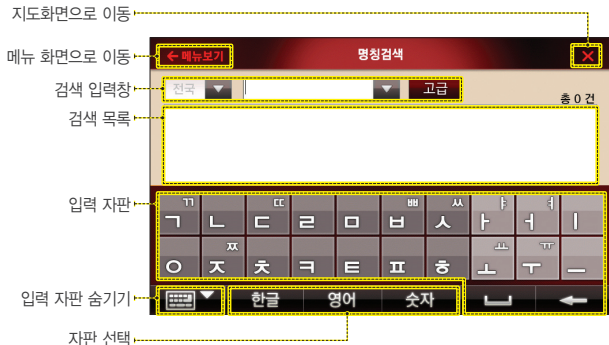 지도화면으로 이동
메뉴 화면으로 이동
←메뉴보기 명칭검색 ×
검색 입력창
전국 ▼ ▼ 고급
총 0 건
검색 목록
입력 자판
ㄲ ㄸ ㅃ ㅆ ㅑ ㅕ
ㄱ ㄴ ㄷ ㄹ ㅁ ㅂ ㅅ ㅏ ㅓ ㅣ
ㅉ ㅛ ㅠ
ㅇ ㅈ ㅊ ㅋ ㅌ ㅍ ㅎ ㅗ ㅜ ㅡ
입력 자판 숨기기
한글 영어 숫자
자판 선택